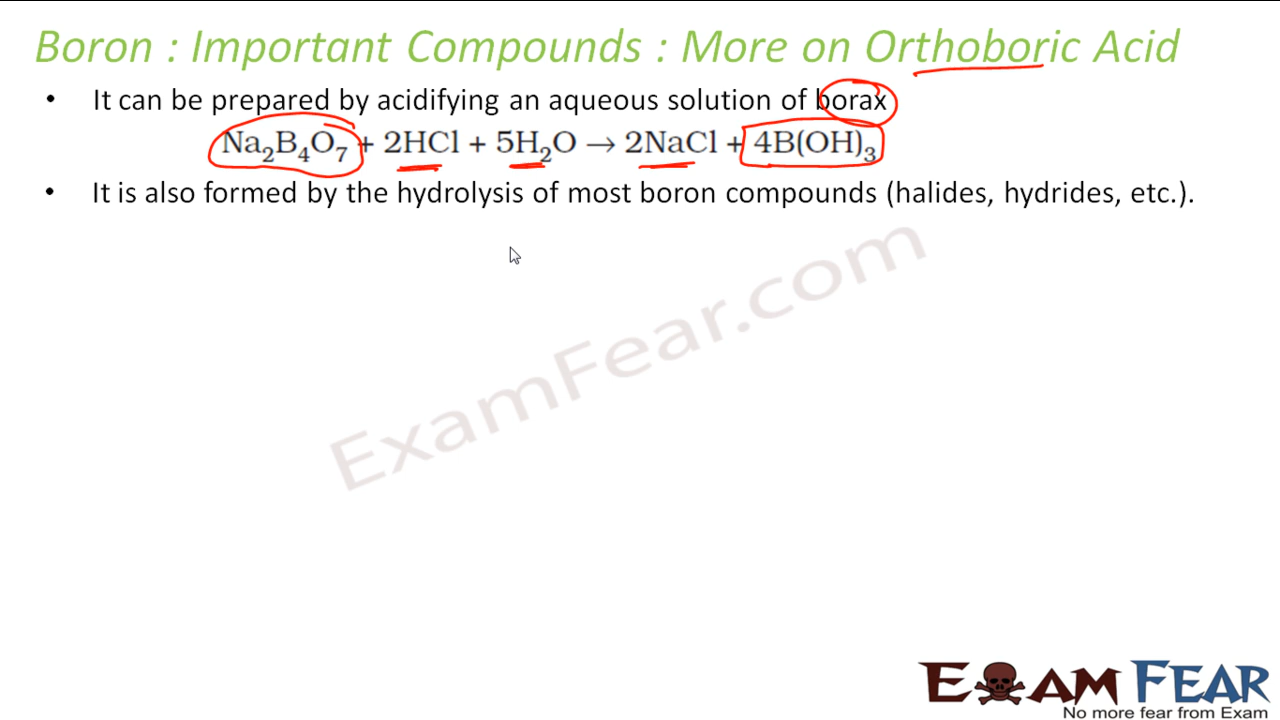 Boron : Important Compounds : More on Orthoboric Acid
• It can be prepared by acidifying an aqueous solution of borax
Na₂B₄O₇ + 2HCl + 5H₂O → 2NaCl + 4B(OH)₃
• It is also formed by the hydrolysis of most boron compounds (halides, hydrides, etc.).
ExamFear.com
EXAM FEAR
No more fear from Exam